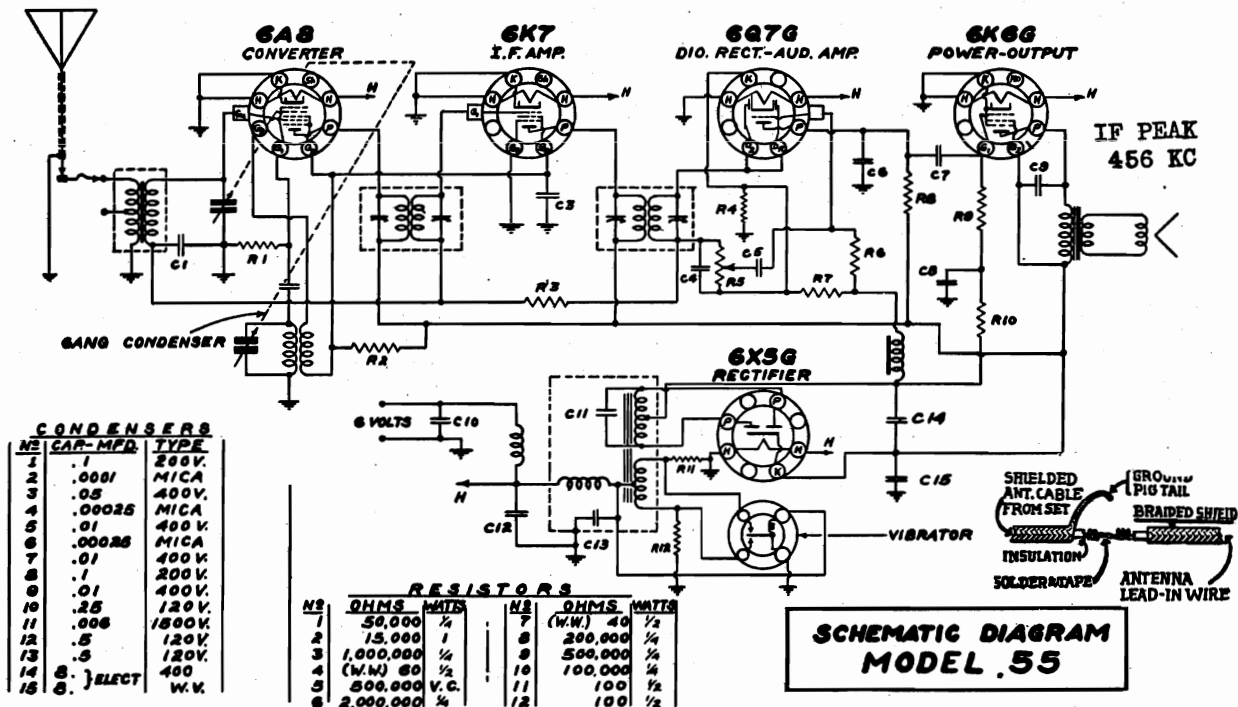 6A8
CONVERTER
6K7
I.F. AMP.
6Q7G
DIO. RECT.-AUD. AMP.
6K6G
POWER-OUTPUT
IF PEAK
456 KC
H
H
H
H
C1
R1
C3
R4
C4
R5
C5
R6
R7
C6
R8
C7
R9
C8
R10
C9
R3
R2
GANG CONDENSER
6X5G
RECTIFIER
6 VOLTS
C10
C11
C12
C13
R11
R12
H
H
C14
C15
VIBRATOR
SHIELDED
ANT. CABLE
FROM SET
GROUND
PIG TAIL
BRAIDED SHIELD
INSULATION
SOLDER & TAPE
ANTENNA
LEAD-IN WIRE
CONDENSERS
Nº CAP-MFD. TYPE
1 .1 200V.
2 .0001 MICA
3 .05 400V.
4 .00025 MICA
5 .01 400V.
6 .00025 MICA
7 .01 400V.
8 .1 200V.
9 .01 400V.
10 .25 120V.
11 .006 1500V.
12 .5 120V.
13 .5 120V.
14 8. } ELECT 400
15 8. W.V.
RESISTORS
Nº OHMS WATTS Nº OHMS WATTS
1 50,000 ¼ 7 (W.W.) 40 ½
2 15,000 1 8 200,000 ¼
3 1,000,000 ¼ 9 500,000 ¼
4 (W.W) 60 ½ 10 100,000 ¼
5 500,000 V.C. 11 100 ½
6 2,000,000 ¼ 12 100 ½
SCHEMATIC DIAGRAM
MODEL .55